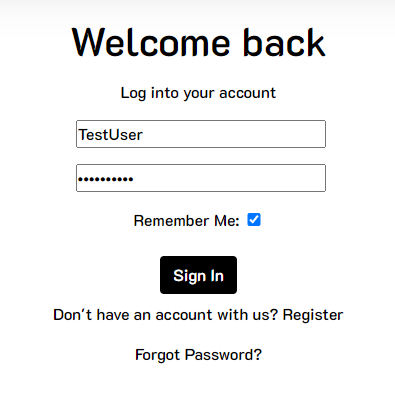 Welcome back
Log into your account
TestUser
••••••••••
Remember Me:
Sign In
Don't have an account with us? Register
Forgot Password?